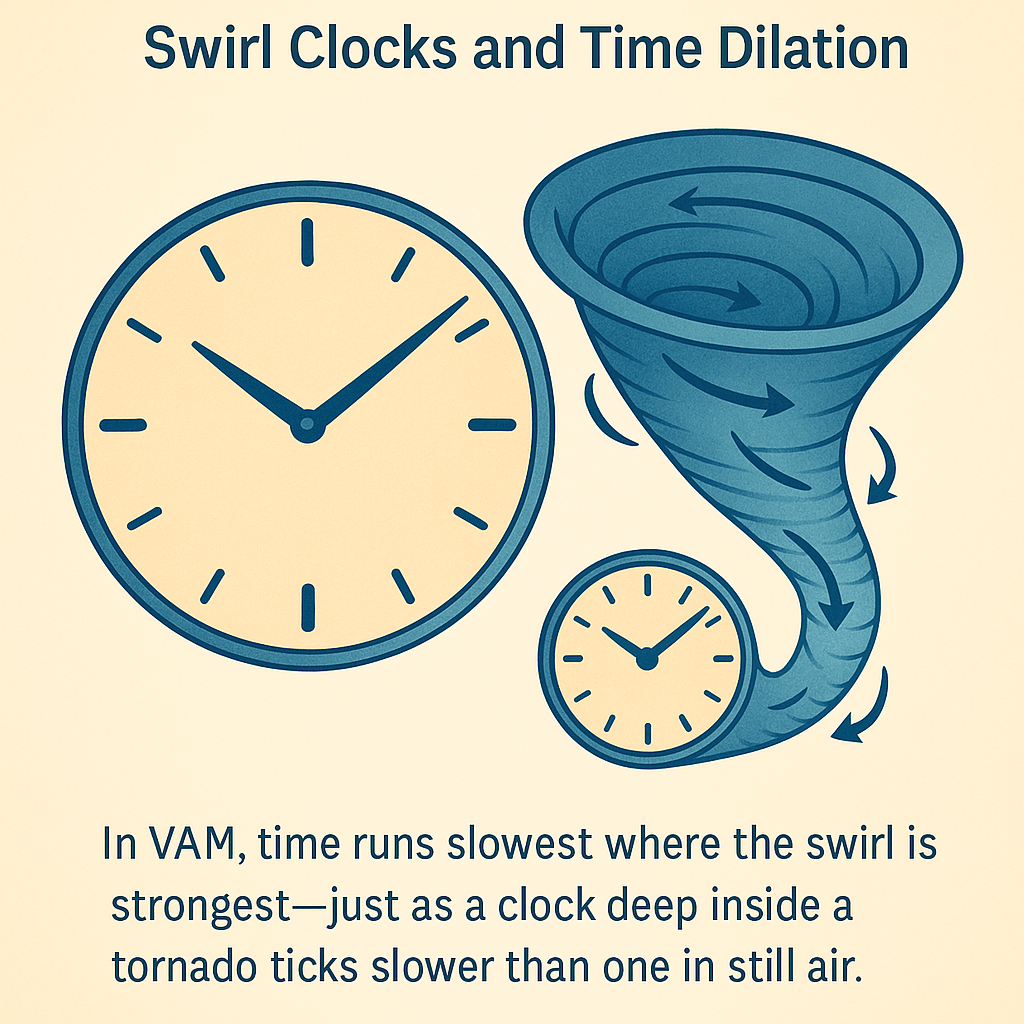 Swirl Clocks and Time Dilation
In VAM, time runs slowest where the swirl is
strongest—just as a clock deep inside a
tornado ticks slower than one in still air.